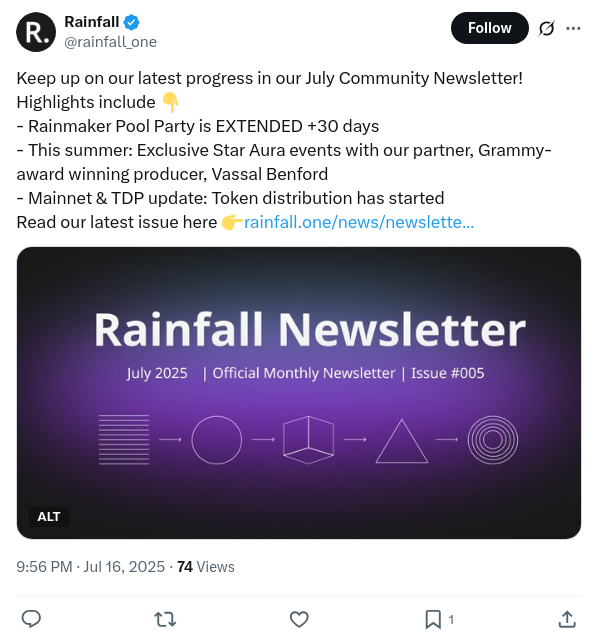 R.
Rainfall
@rainfall_one
Follow
Keep up on our latest progress in our July Community Newsletter!
Highlights include 👇
- Rainmaker Pool Party is EXTENDED +30 days
- This summer: Exclusive Star Aura events with our partner, Grammy-
award winning producer, Vassal Benford
- Mainnet & TDP update: Token distribution has started
Read our latest issue here 👉rainfall.one/news/newslette...
Rainfall Newsletter
July 2025 | Official Monthly Newsletter | Issue #005
ALT
9:56 PM · Jul 16, 2025 · 74 Views
1